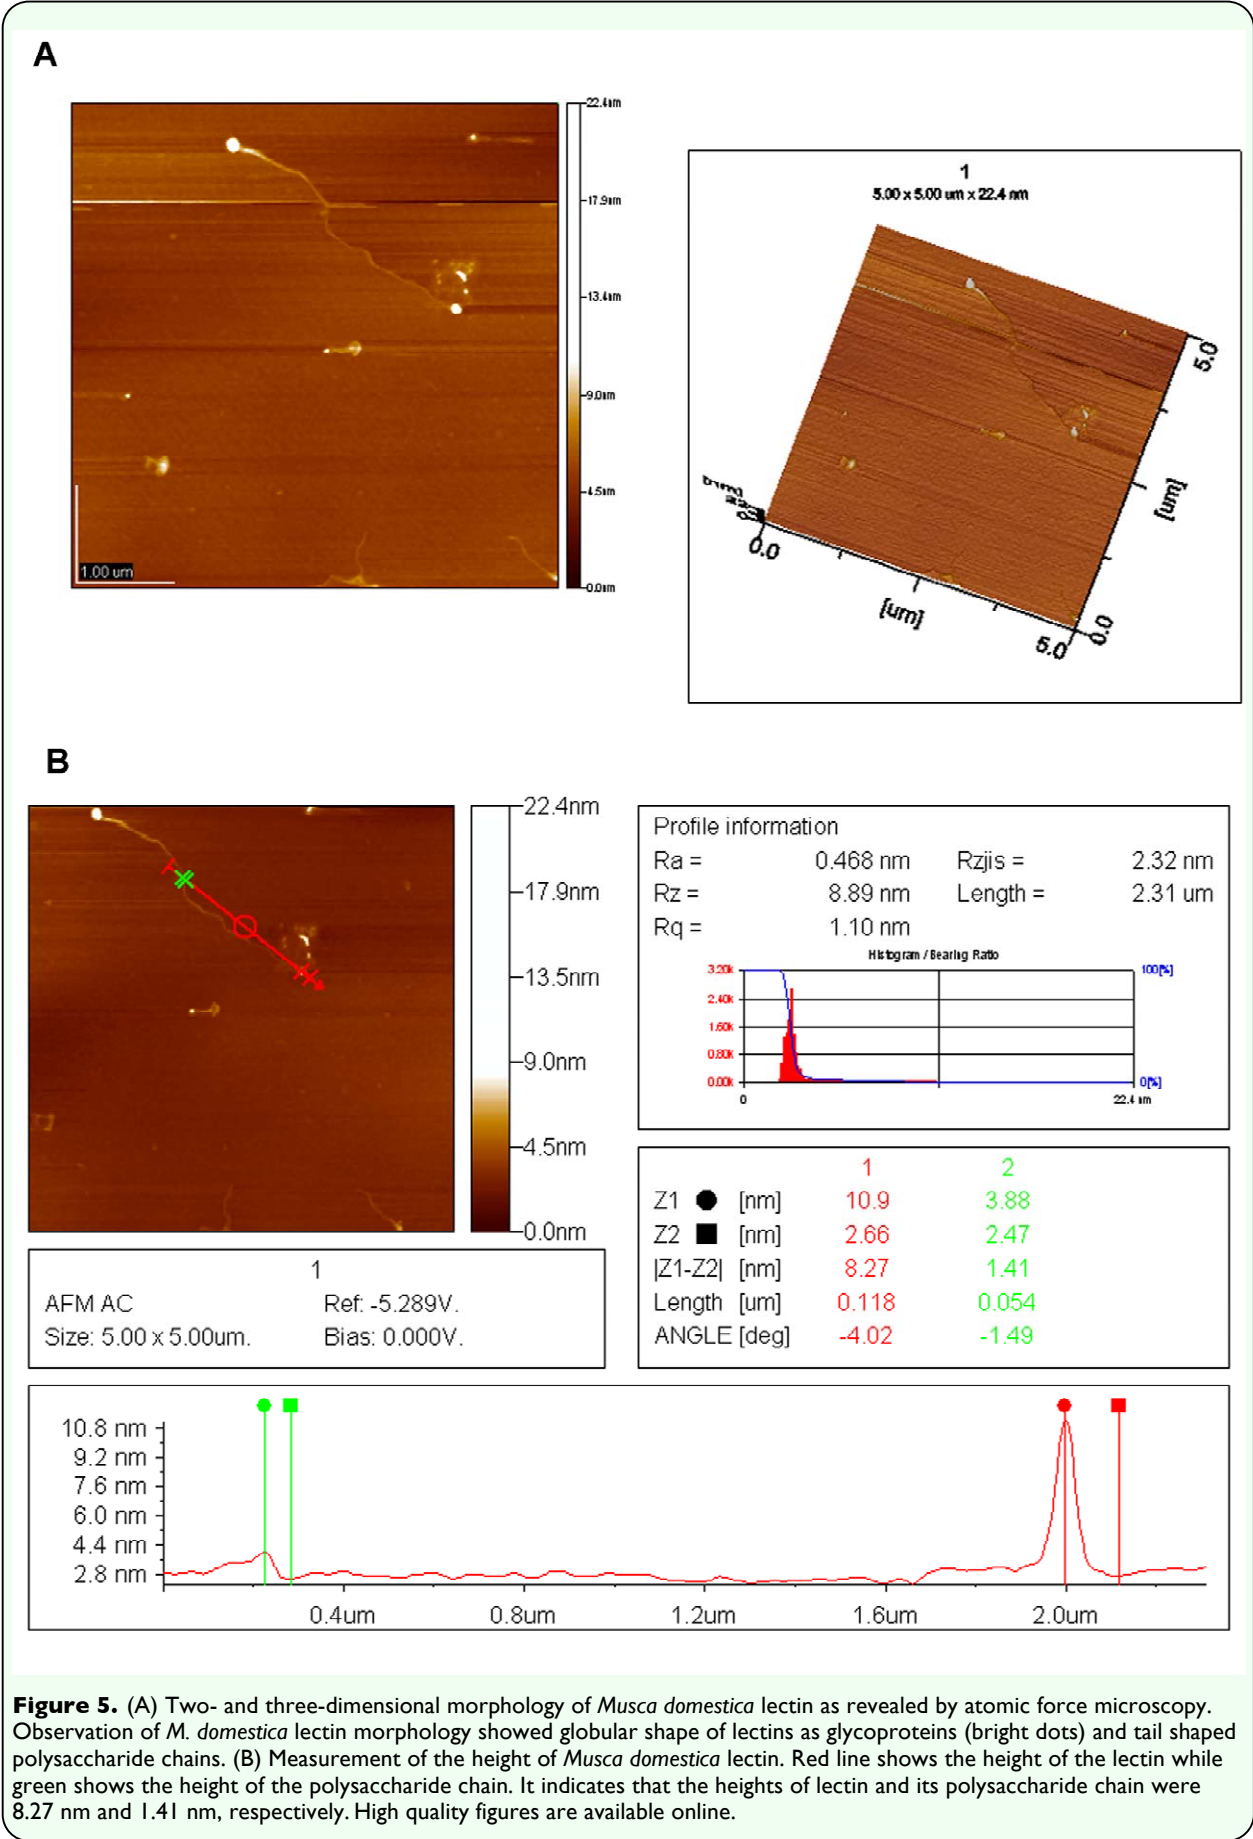 A
22.4nm
17.9nm
13.4nm
9.0nm
4.5nm
0.0nm
1.00 um
1
5.00 x 5.00 um x 22.4 nm
5.0
[um]
0.0
0.0
[um]
5.0
B
22.4nm
17.9nm
13.5nm
9.0nm
4.5nm
0.0nm
Profile information
Ra = 0.468 nm Rzjis = 2.32 nm
Rz = 8.89 nm Length = 2.31 um
Rq = 1.10 nm
Histogram / Bearing Ratio
3.20k 100[%]
2.40k
1.60k
0.80k
0.00k 0[%]
0 22.4 nm
1
AFM AC Ref: -5.289V.
Size: 5.00 x 5.00um. Bias: 0.000V.
1 2
Z1 ● [nm] 10.9 3.88
Z2 ■ [nm] 2.66 2.47
|Z1-Z2| [nm] 8.27 1.41
Length [um] 0.118 0.054
ANGLE [deg] -4.02 -1.49
10.8 nm
9.2 nm
7.6 nm
6.0 nm
4.4 nm
2.8 nm
0.4um 0.8um 1.2um 1.6um 2.0um
Figure 5. (A) Two- and three-dimensional morphology of Musca domestica lectin as revealed by atomic force microscopy.
Observation of M. domestica lectin morphology showed globular shape of lectins as glycoproteins (bright dots) and tail shaped
polysaccharide chains. (B) Measurement of the height of Musca domestica lectin. Red line shows the height of the lectin while
green shows the height of the polysaccharide chain. It indicates that the heights of lectin and its polysaccharide chain were
8.27 nm and 1.41 nm, respectively. High quality figures are available online.